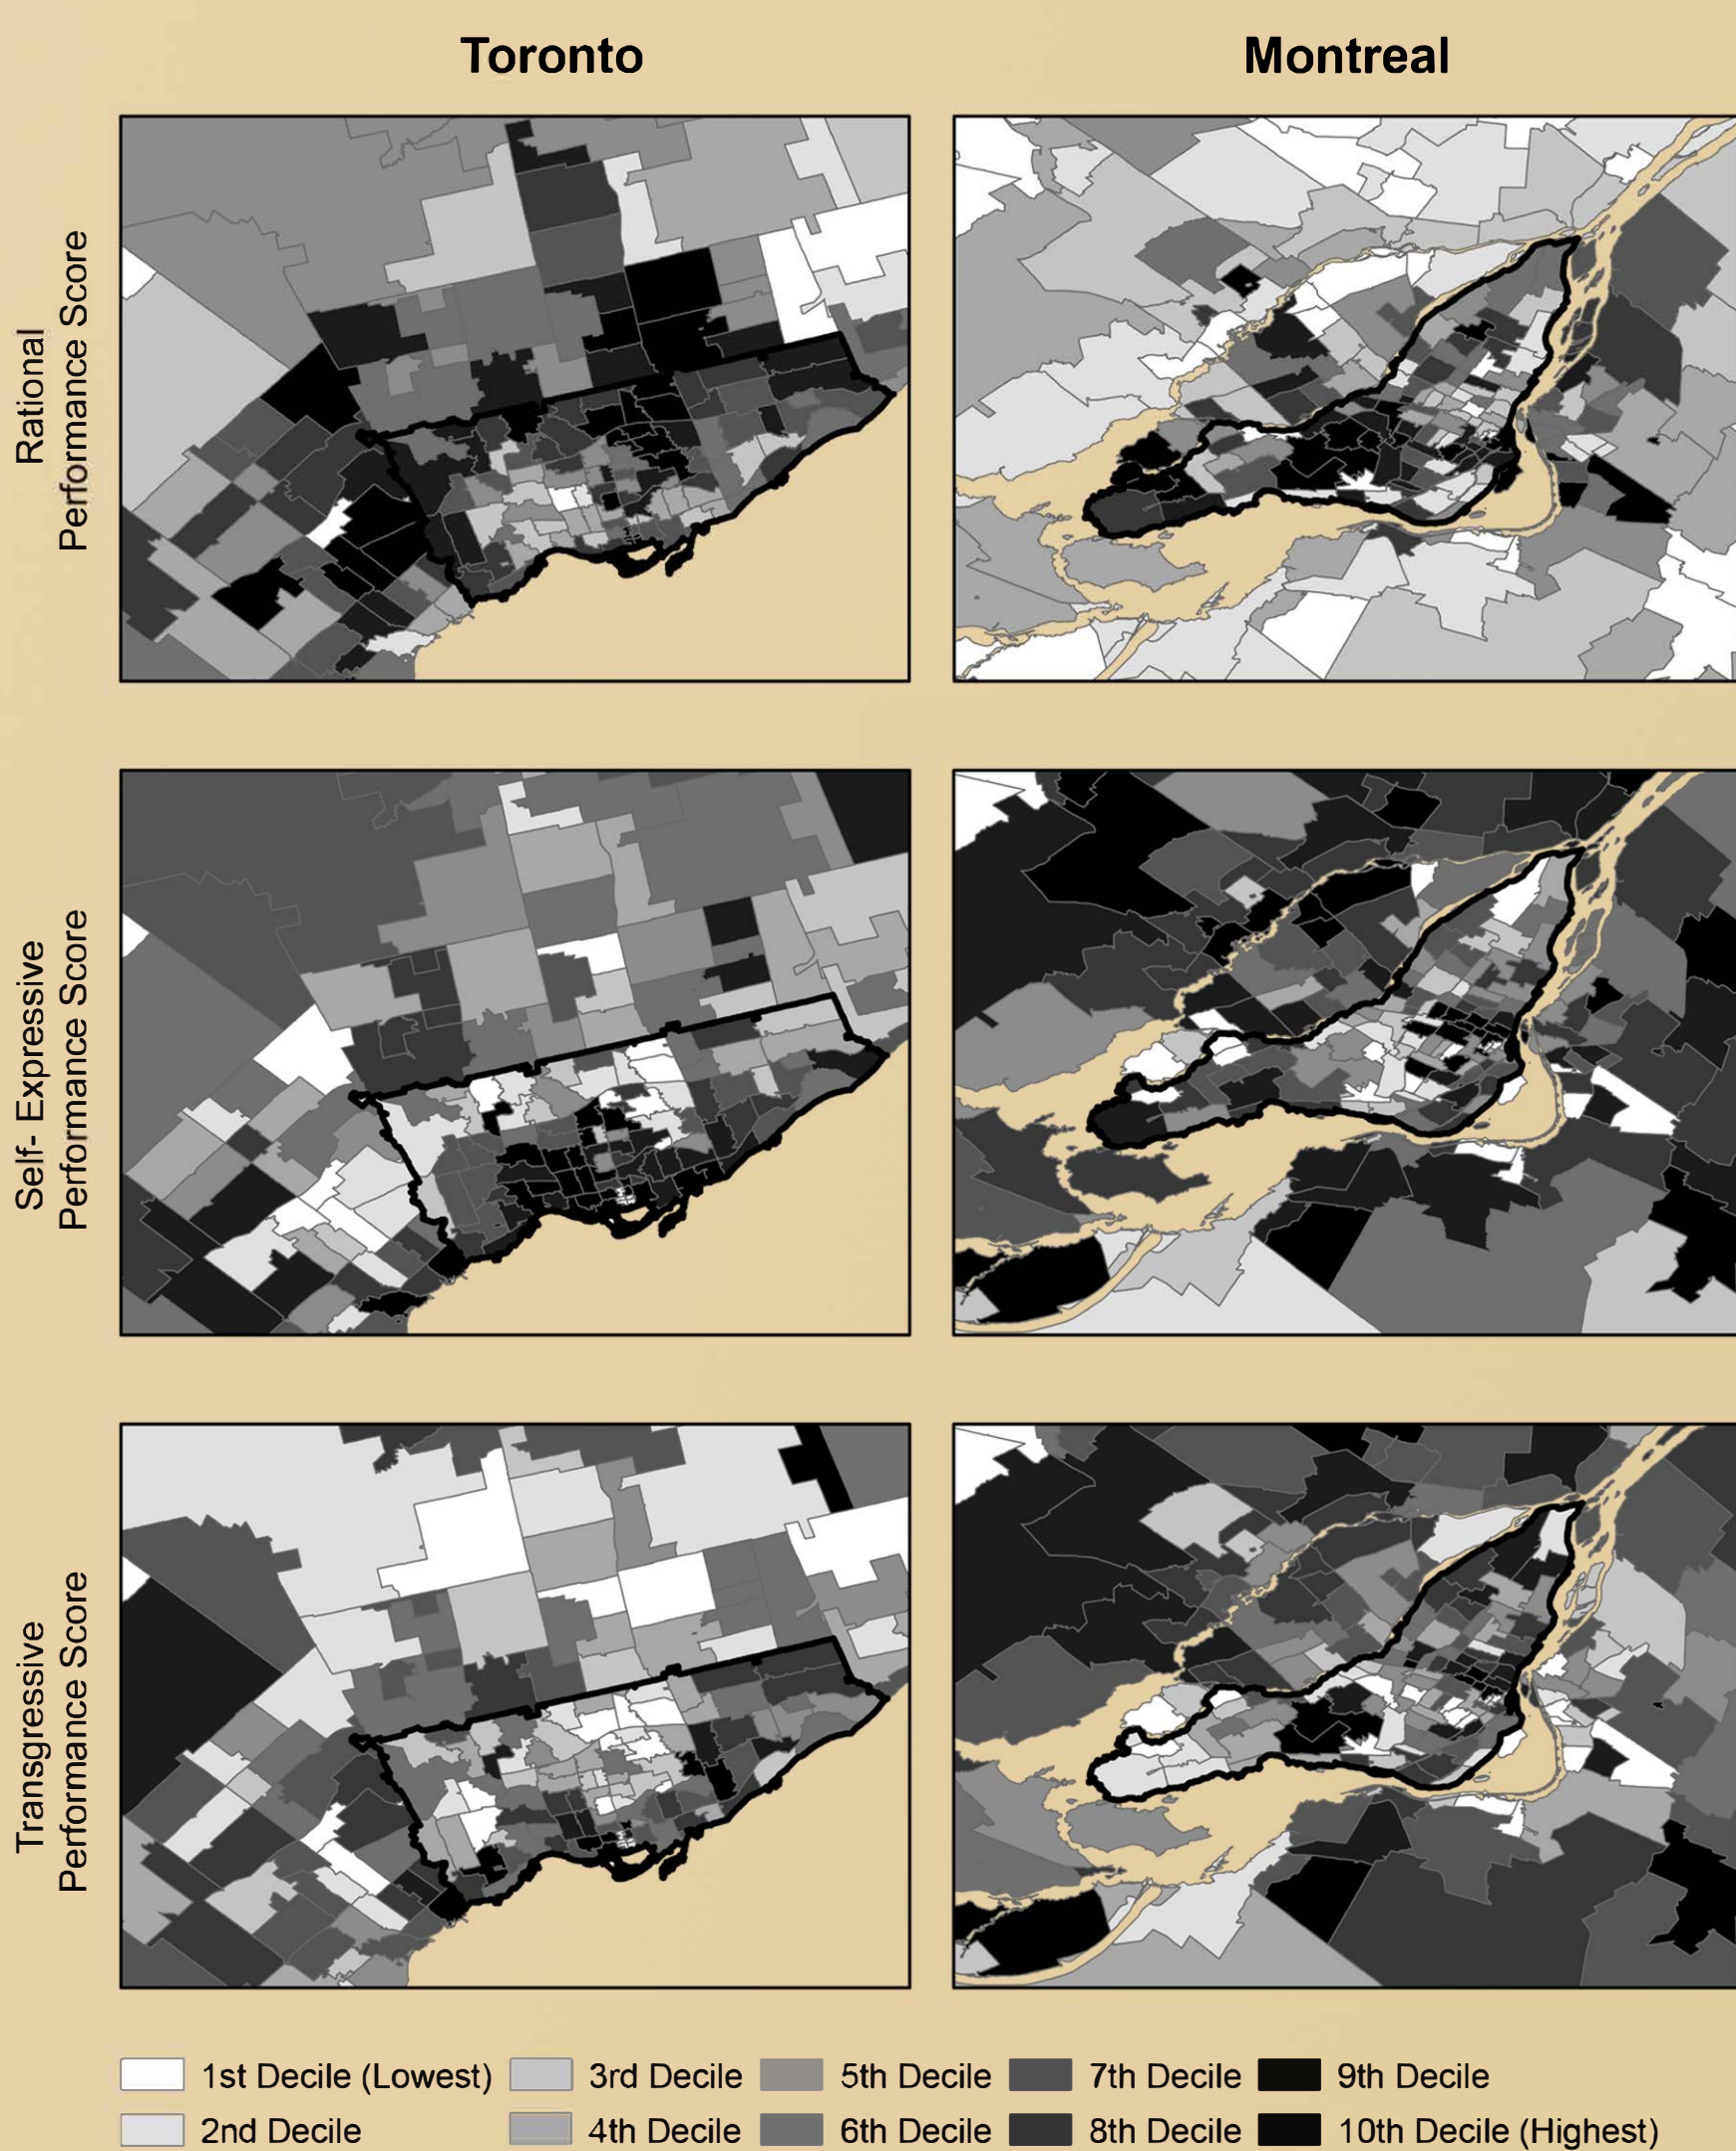 Toronto
Montreal
Rational
Performance Score
Self- Expressive
Performance Score
Transgressive
Performance Score
1st Decile (Lowest)
3rd Decile
5th Decile
7th Decile
9th Decile
2nd Decile
4th Decile
6th Decile
8th Decile
10th Decile (Highest)